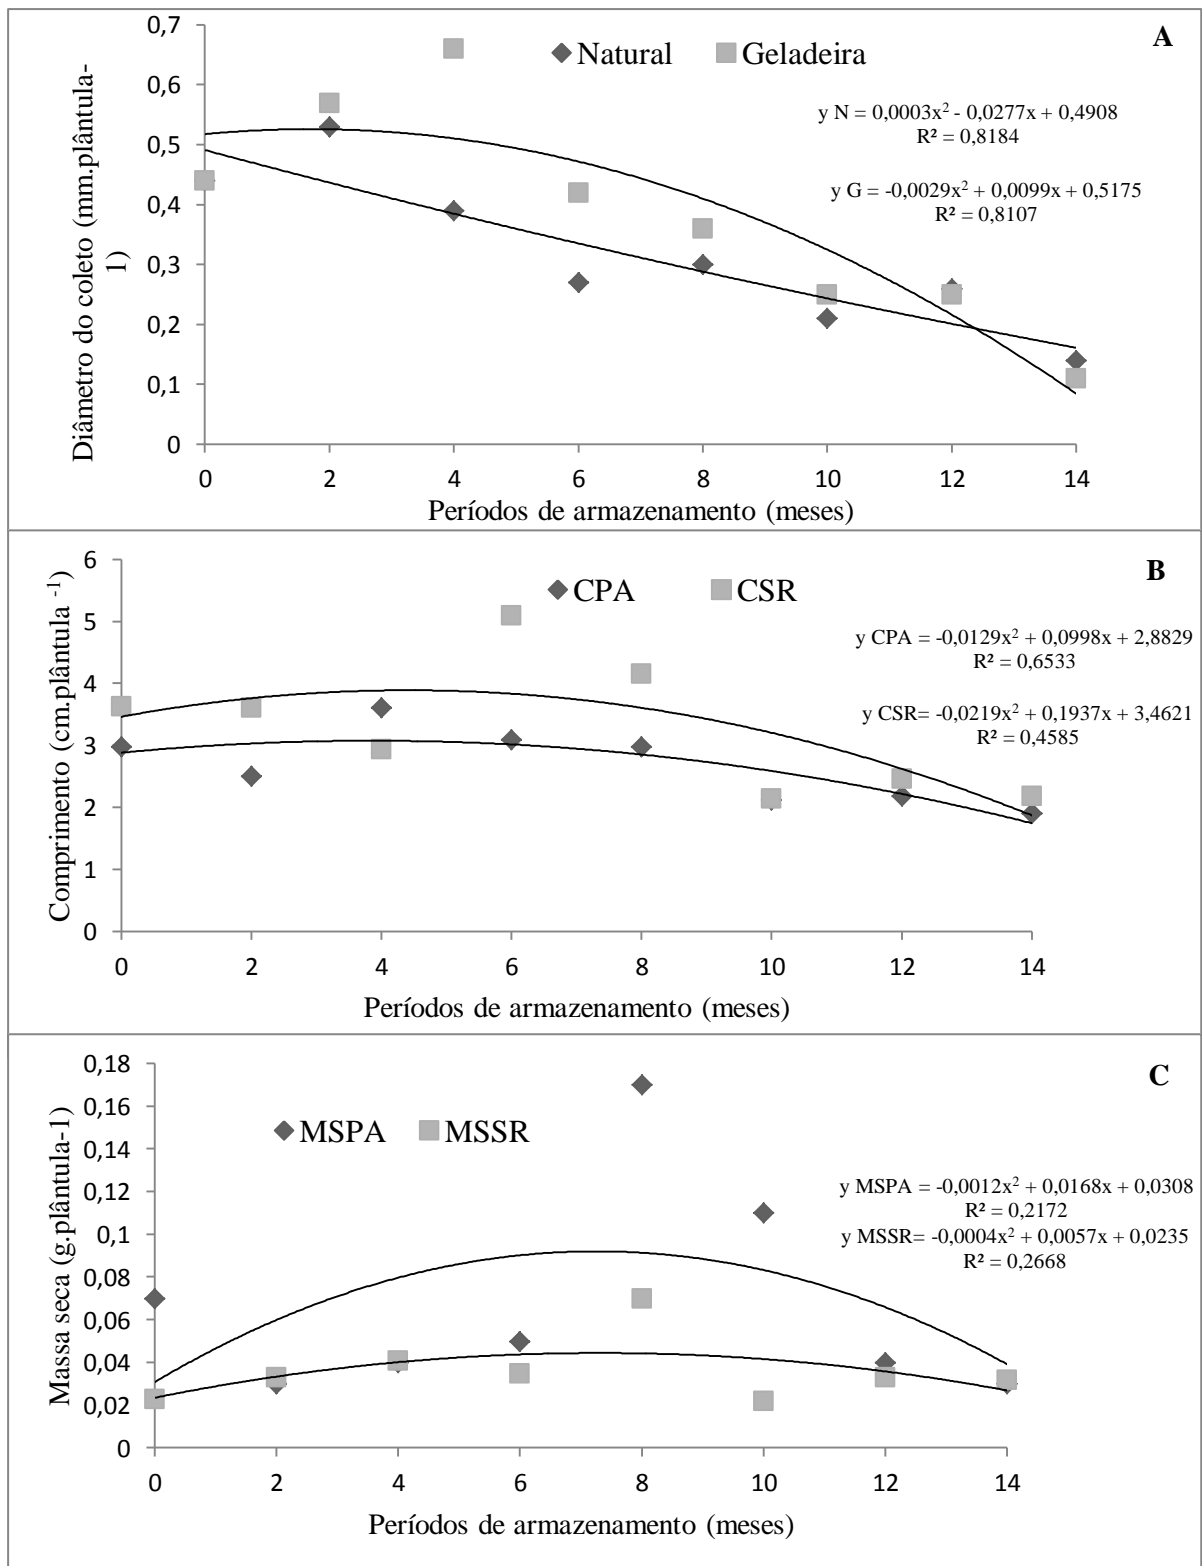 A
Natural Geladeira
y N = 0,0003x² - 0,0277x + 0,4908
R² = 0,8184
y G = -0,0029x² + 0,0099x + 0,5175
R² = 0,8107
Diâmetro do coleto (mm.plântula-
1)
0,7
0,6
0,5
0,4
0,3
0,2
0,1
0
0 2 4 6 8 10 12 14
Períodos de armazenamento (meses)
B
CPA CSR
y CPA = -0,0129x² + 0,0998x + 2,8829
R² = 0,6533
y CSR= -0,0219x² + 0,1937x + 3,4621
R² = 0,4585
Comprimento (cm.plântula ⁻¹)
6
5
4
3
2
1
0
0 2 4 6 8 10 12 14
Períodos de armazenamento (meses)
C
MSPA MSSR
y MSPA = -0,0012x² + 0,0168x + 0,0308
R² = 0,2172
y MSSR= -0,0004x² + 0,0057x + 0,0235
R² = 0,2668
Massa seca (g.plântula-1)
0,18
0,16
0,14
0,12
0,1
0,08
0,06
0,04
0,02
0
0 2 4 6 8 10 12 14
Períodos de armazenamento (meses)